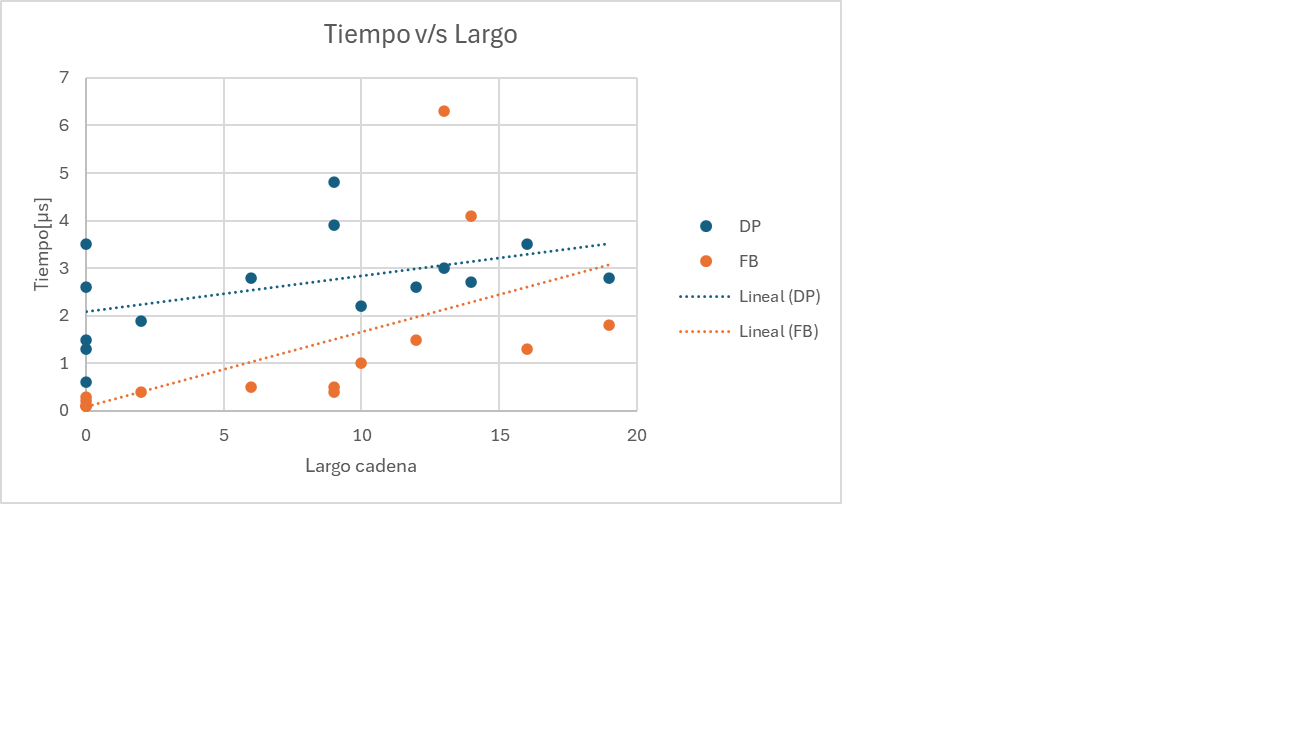 Tiempo v/s Largo
7
6
5
4
3
2
1
0
Tiempo[µs]
0 5 10 15 20
Largo cadena
DP
FB
Lineal (DP)
Lineal (FB)